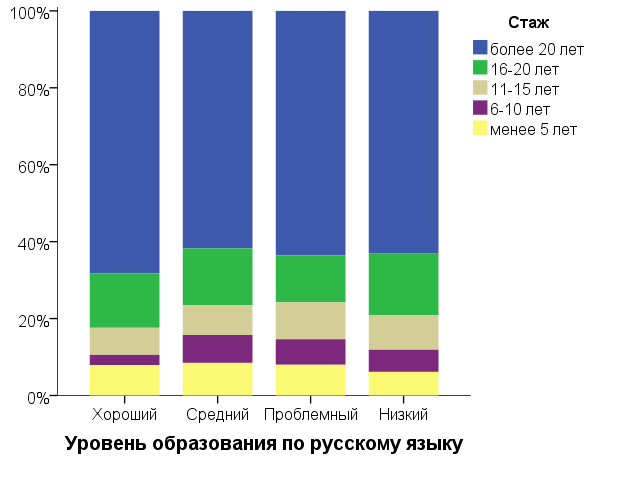 100%
80%
60%
40%
20%
0%
Хороший Средний Проблемный Низкий
Уровень образования по русскому языку
Стаж
более 20 лет
16-20 лет
11-15 лет
6-10 лет
менее 5 лет